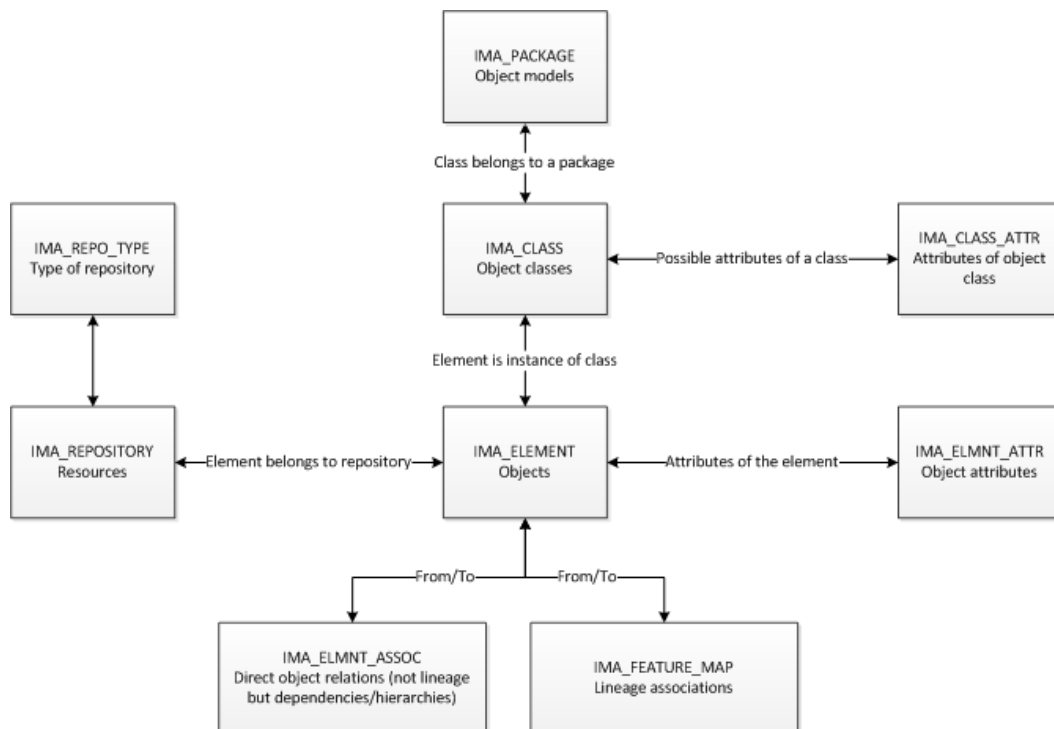 IMA_PACKAGE
Object models
Class belongs to a package
IMA_REPO_TYPE
Type of repository
IMA_CLASS
Object classes
Possible attributes of a class
IMA_CLASS_ATTR
Attributes of object
class
Element is instance of class
IMA_REPOSITORY
Resources
Element belongs to repository
IMA_ELEMENT
Objects
Attributes of the element
IMA_ELMNT_ATTR
Object attributes
From/To
From/To
IMA_ELMNT_ASSOC
Direct object relations (not lineage
but dependencies/hierarchies)
IMA_FEATURE_MAP
Lineage associations